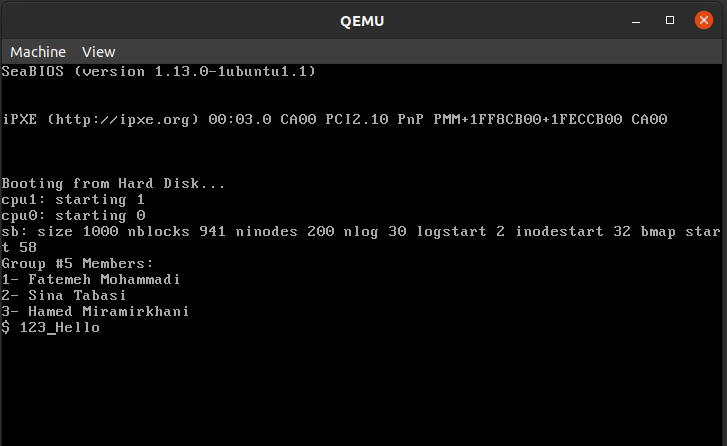 QEMU
Machine View
SeaBIOS (version 1.13.0-1ubuntu1.1)
iPXE (http://ipxe.org) 00:03.0 CA00 PCI2.10 PnP PMM+1FF8CB00+1FECCB00 CA00
Booting from Hard Disk...
cpu1: starting 1
cpu0: starting 0
sb: size 1000 nblocks 941 ninodes 200 nlog 30 logstart 2 inodestart 32 bmap star
t 58
Group #5 Members:
1- Fatemeh Mohammadi
2- Sina Tabasi
3- Hamed Miramirkhani
$ 123_Hello